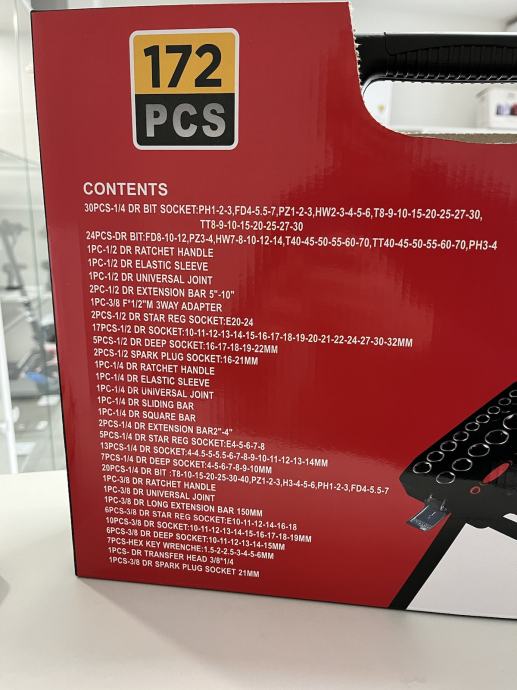 172
PCS
CONTENTS
30PCS-1/4 DR BIT SOCKET:PH1-2-3,FD4-5.5-7,PZ1-2-3,HW2-3-4-5-6,T8-9-10-15-20-25-27-30,
TT8-9-10-15-20-25-27-30
24PCS-DR BIT:FD8-10-12,PZ3-4,HW7-8-10-12-14,T40-45-50-55-60-70,TT40-45-50-55-60-70,PH3-4
1PC-1/2 DR RATCHET HANDLE
1PC-1/2 DR ELASTIC SLEEVE
1PC-1/2 DR UNIVERSAL JOINT
2PC-1/2 DR EXTENSION BAR 5"-10"
1PC-3/8 F*1/2"M 3WAY ADAPTER
2PCS-1/2 DR STAR REG SOCKET:E20-24
17PCS-1/2 DR SOCKET:10-11-12-13-14-15-16-17-18-19-20-21-22-24-27-30-32MM
5PCS-1/2 DR DEEP SOCKET:16-17-18-19-22MM
2PCS-1/2 SPARK PLUG SOCKET:16-21MM
1PC-1/4 DR RATCHET HANDLE
1PC-1/4 DR ELASTIC SLEEVE
1PC-1/4 DR UNIVERSAL JOINT
1PC-1/4 DR SLIDING BAR
1PC-1/4 DR SQUARE BAR
2PCS-1/4 DR EXTENSION BAR2"-4"
5PCS-1/4 DR STAR REG SOCKET:E4-5-6-7-8
13PCS-1/4 DR SOCKET:4-4.5-5-5.5-6-7-8-9-10-11-12-13-14MM
7PCS-1/4 DR DEEP SOCKET:4-5-6-7-8-9-10MM
20PCS-1/4 DR BIT :T8-10-15-20-25-30-40,PZ1-2-3,H3-4-5-6,PH1-2-3,FD4-5.5-7
1PC-3/8 DR RATCHET HANDLE
1PC-3/8 DR UNIVERSAL JOINT
1PC-3/8 DR LONG EXTENSION BAR 150MM
6PCS-3/8 DR STAR REG SOCKET:E10-11-12-14-16-18
10PCS-3/8 DR SOCKET:10-11-12-13-14-15-16-17-18-19MM
6PCS-3/8 DR DEEP SOCKET:10-11-12-13-14-15MM
7PCS-HEX KEY WRENCHE:1.5-2-2.5-3-4-5-6MM
1PCS- DR TRANSFER HEAD 3/8*1/4
1PCS-3/8 DR SPARK PLUG SOCKET 21MM